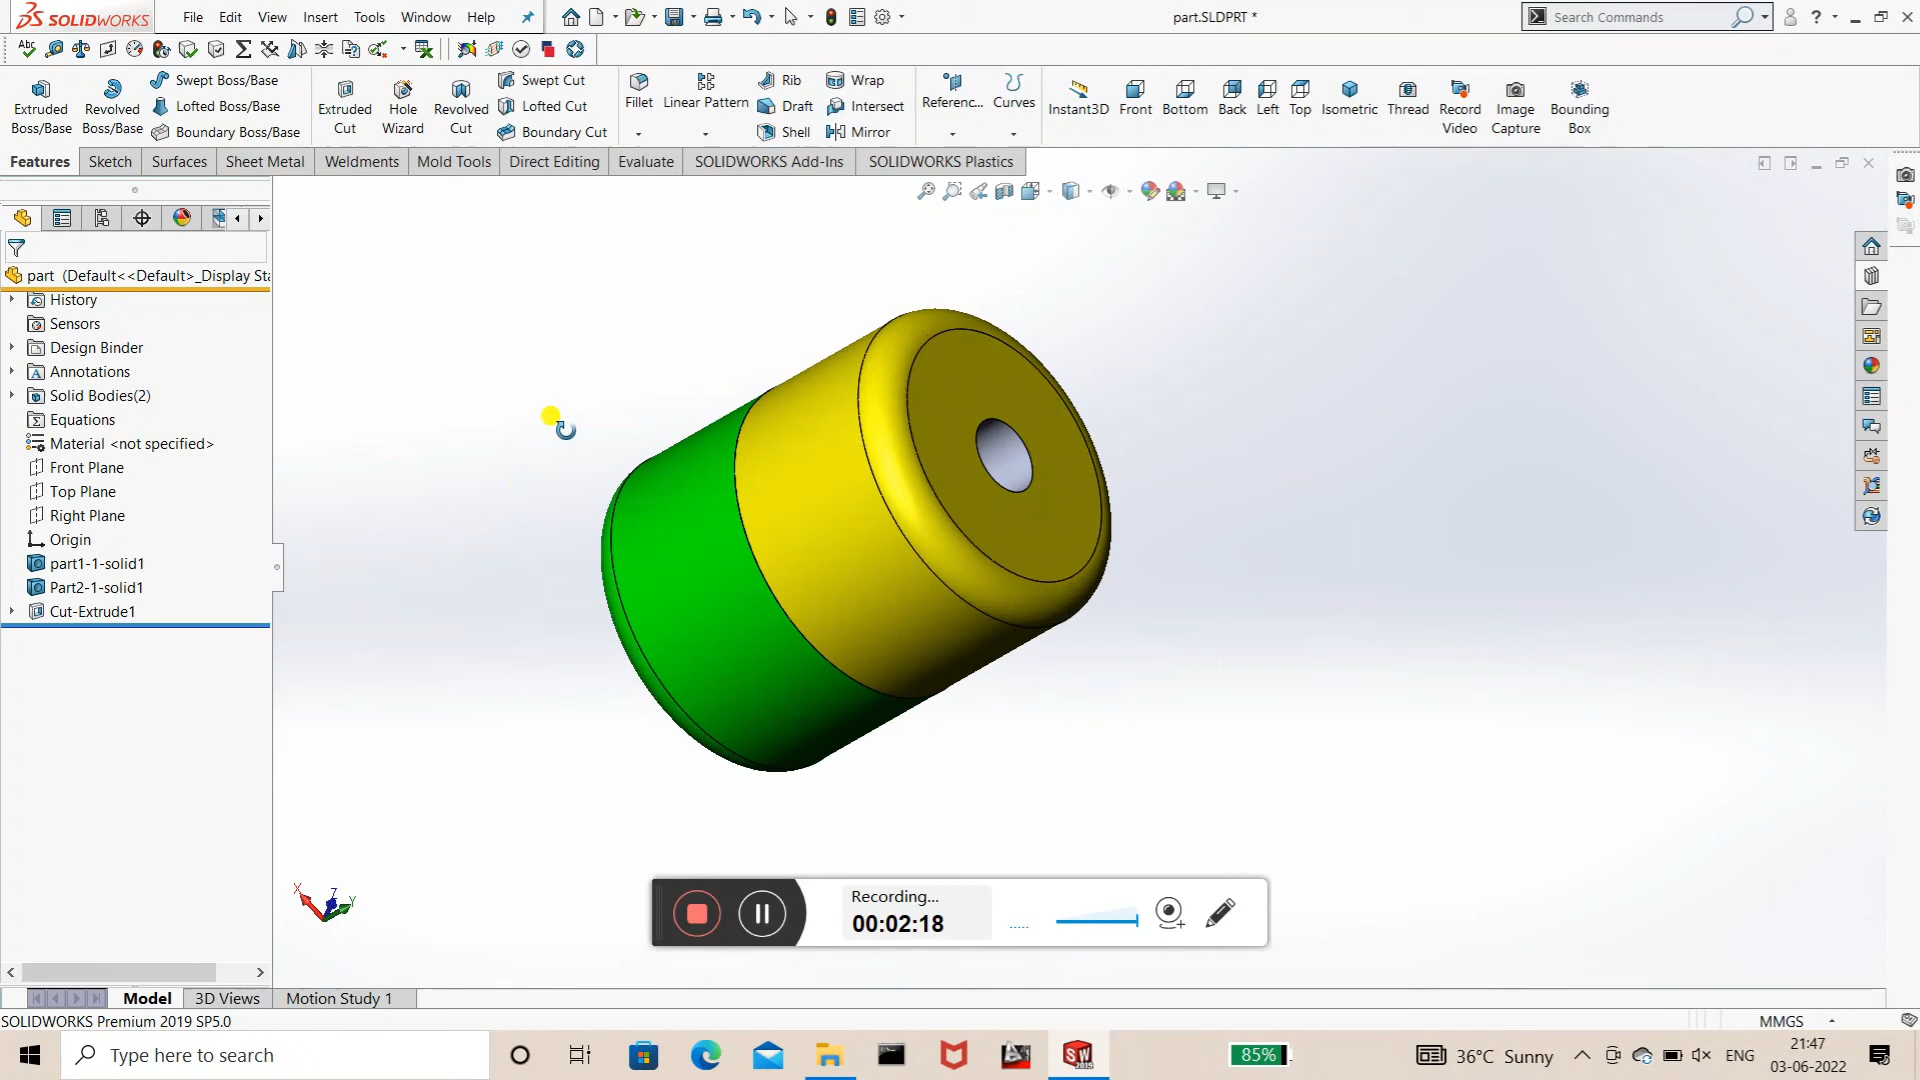 SOLIDWORKS File Edit View Insert Tools Window Help part.SLDPRT * Search Commands ?
Swept Boss/Base Swept Cut Rib Wrap
Extruded Boss/Base Revolved Boss/Base Lofted Boss/Base Extruded Cut Hole Wizard Revolved Cut Lofted Cut Fillet Linear Pattern Draft Intersect Referenc... Curves Instant3D Front Bottom Back Left Top Isometric Thread Record Video Image Capture Bounding Box
Boundary Boss/Base Boundary Cut Shell Mirror
Features Sketch Surfaces Sheet Metal Weldments Mold Tools Direct Editing Evaluate SOLIDWORKS Add-Ins SOLIDWORKS Plastics
part (Default<<Default>_Display Sta
History
Sensors
Design Binder
A Annotations
Solid Bodies(2)
Equations
Material <not specified>
Front Plane
Top Plane
Right Plane
Origin
part1-1-solid1
Part2-1-solid1
Cut-Extrude1
X Z Y
Recording...
00:02:18
Model 3D Views Motion Study 1
SOLIDWORKS Premium 2019 SP5.0 MMGS
Type here to search 85% 36°C Sunny ENG 21:47
03-06-2022